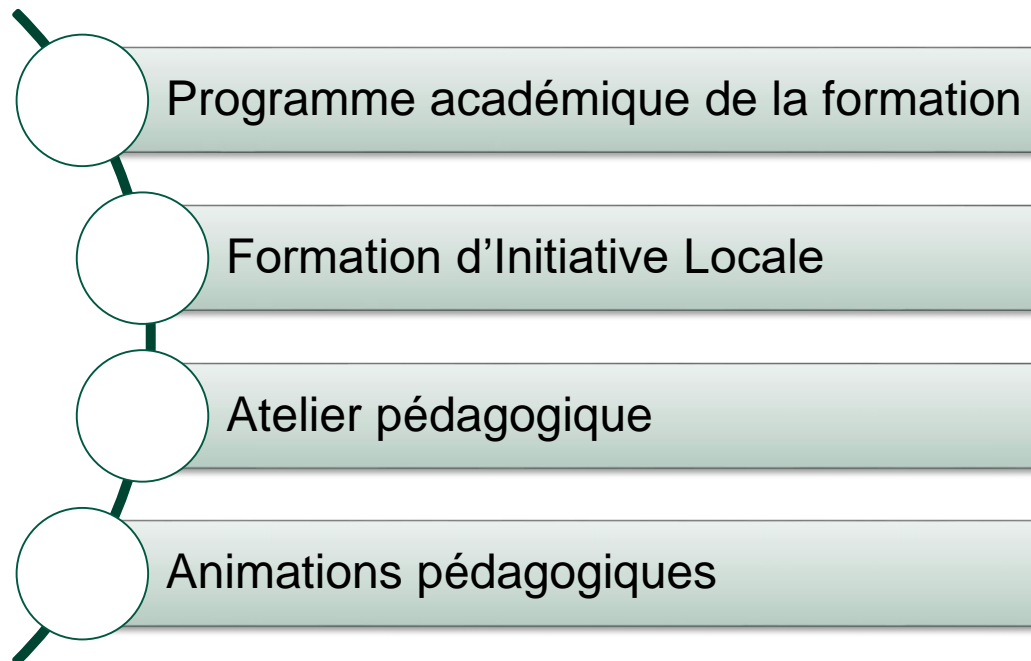 Programme académique de la formation
Formation d’Initiative Locale
Atelier pédagogique
Animations pédagogiques